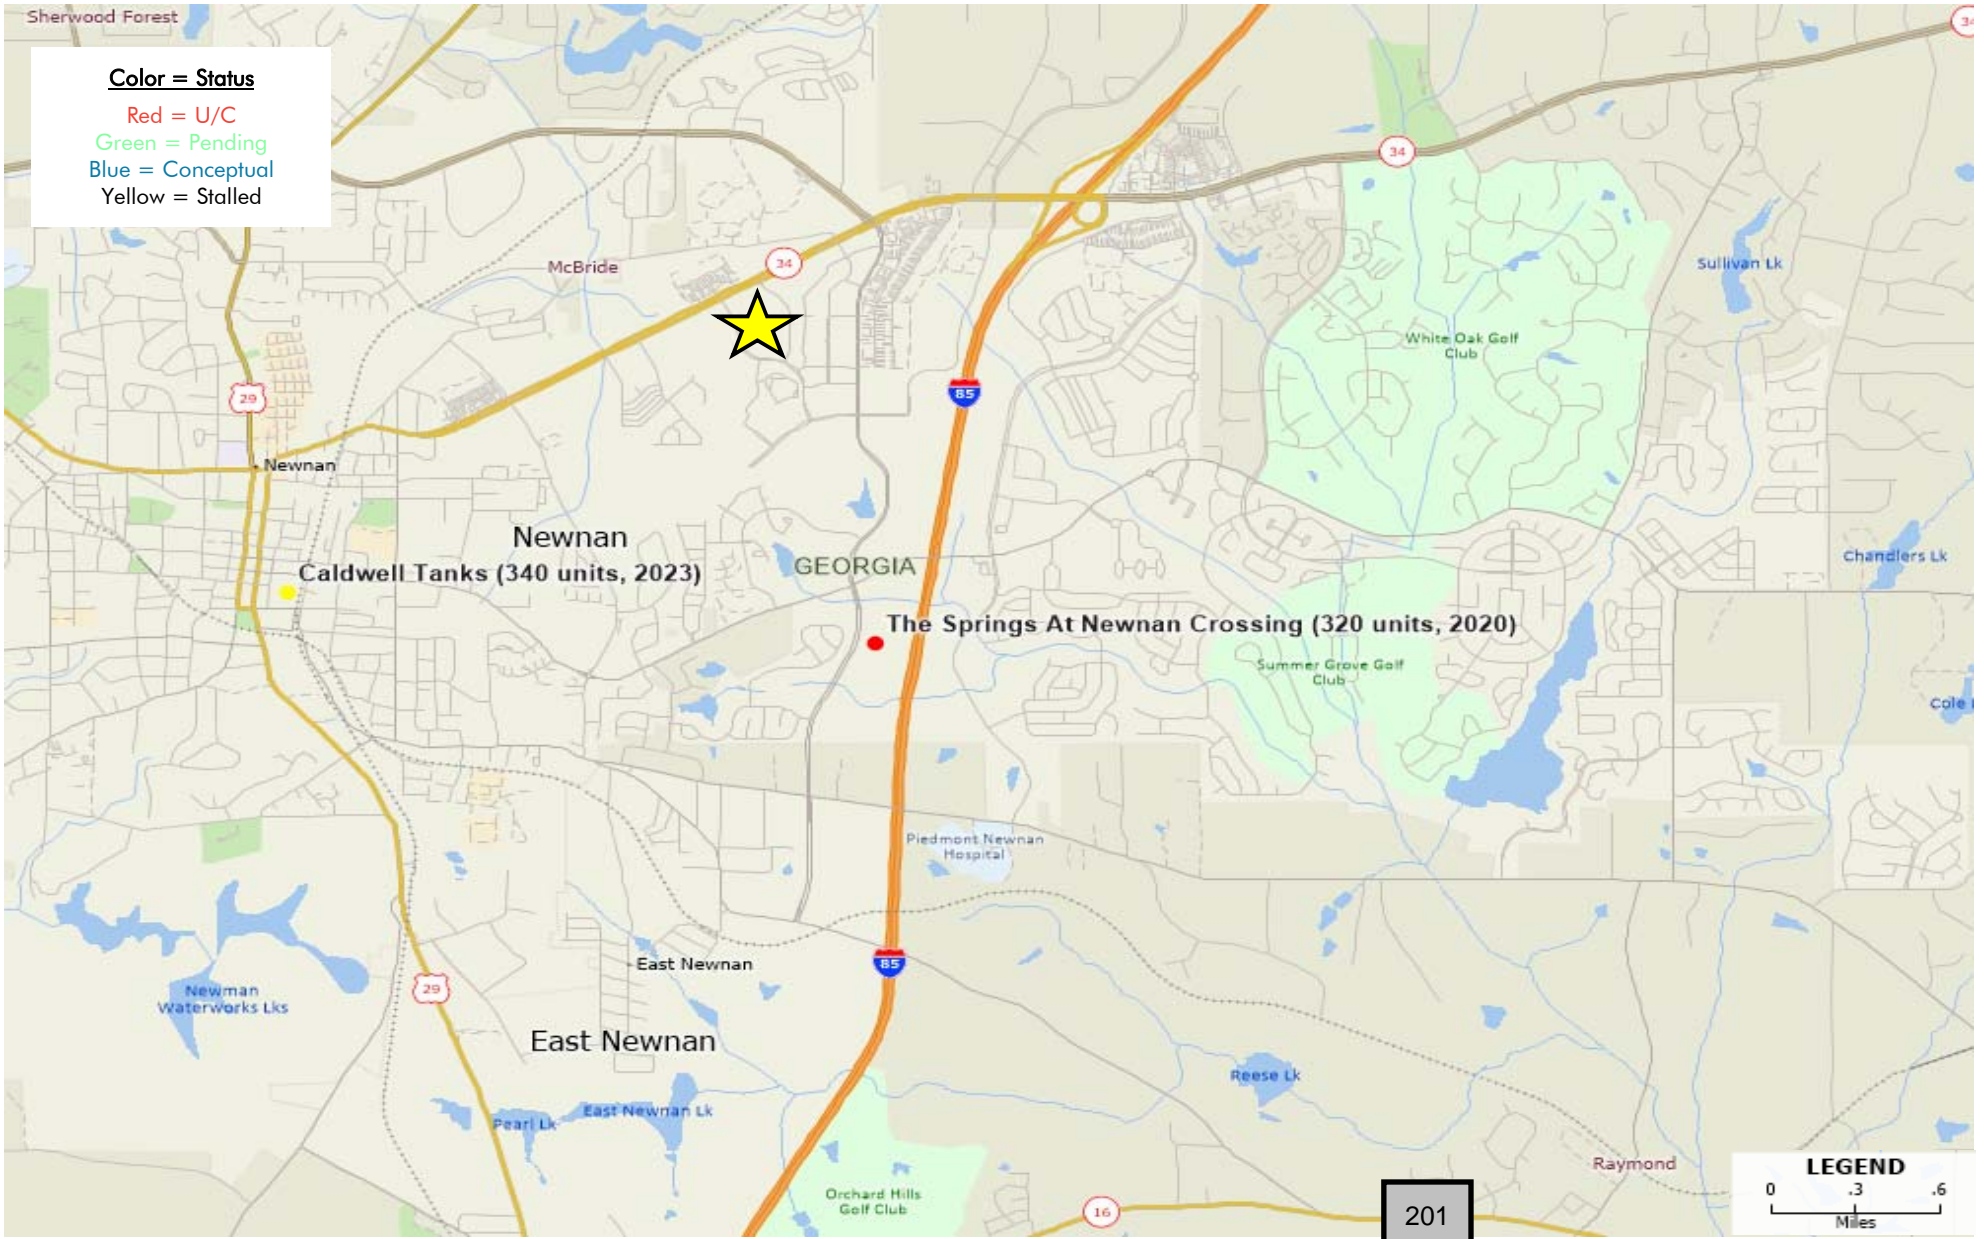 Sherwood Forest
Color = Status
Red = U/C
Green = Pending
Blue = Conceptual
Yellow = Stalled
34
34
34
McBride
Sullivan Lk
White Oak Golf
Club
29
85
Newnan
Newnan
GEORGIA
Chandlers Lk
Caldwell Tanks (340 units, 2023)
The Springs At Newnan Crossing (320 units, 2020)
Summer Grove Golf
Club
Cole
Piedmont Newnan
Hospital
85
East Newnan
29
Newman
Waterworks Lks
East Newnan
Reese Lk
East Newnan Lk
Pearl Lk
Raymond
Orchard Hills
Golf Club
16
201
LEGEND
0 .3 .6
Miles